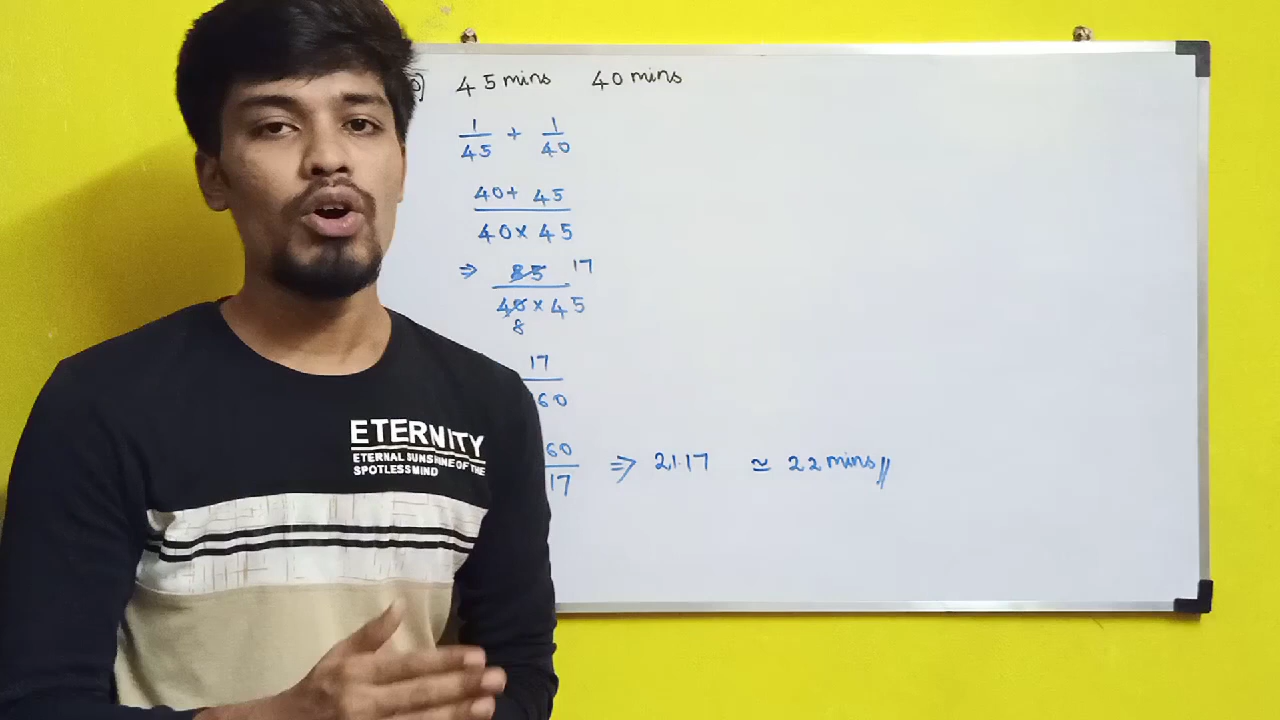 45 mins 40 mins
1/45 + 1/40
40 + 45
40 × 45
⇒ 85 17
40 × 45
8
17
60
60
17 ⇒ 21.17 ≃ 22 mins //
ETERNITY
ETERNAL SUNSHINE OF THE
SPOTLESS MIND